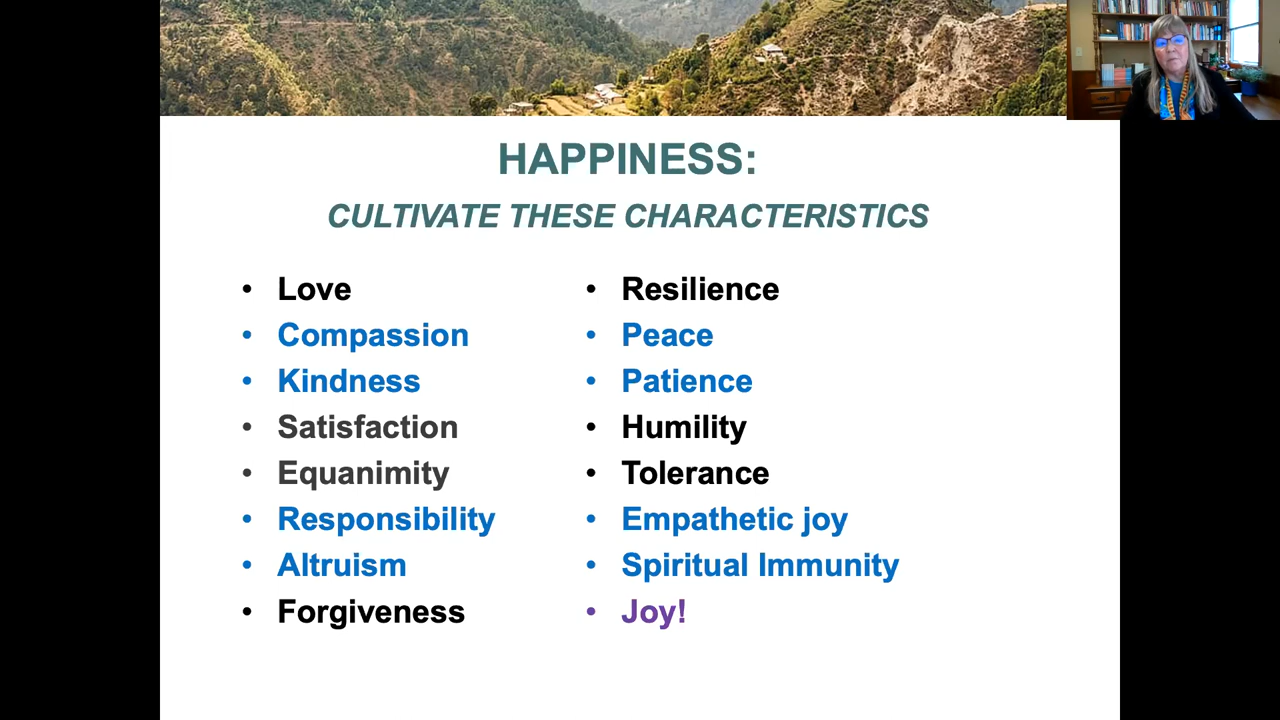 HAPPINESS:
CULTIVATE THESE CHARACTERISTICS
• Love
• Compassion
• Kindness
• Satisfaction
• Equanimity
• Responsibility
• Altruism
• Forgiveness
• Resilience
• Peace
• Patience
• Humility
• Tolerance
• Empathetic joy
• Spiritual Immunity
• Joy!